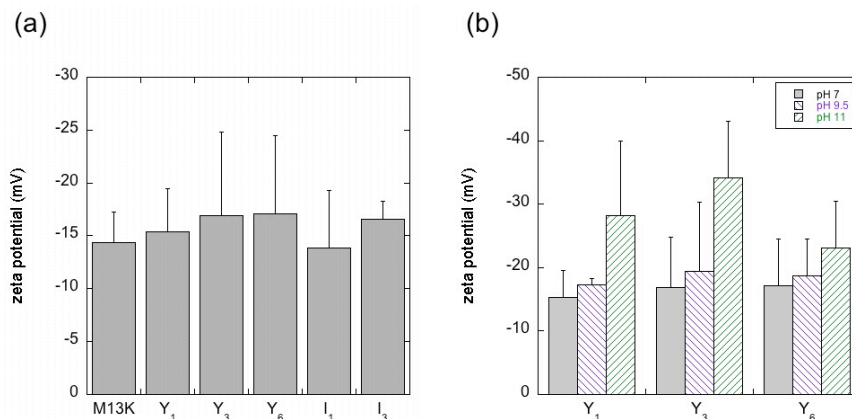 (a)
-30
-25
-20
-15
-10
-5
0
zeta potential (mV)
M13K Y₁ Y₃ Y₆ I₁ I₃
(b)
-50
-40
-30
-20
-10
0
zeta potential (mV)
pH 7
pH 9.5
pH 11
Y₁ Y₃ Y₆